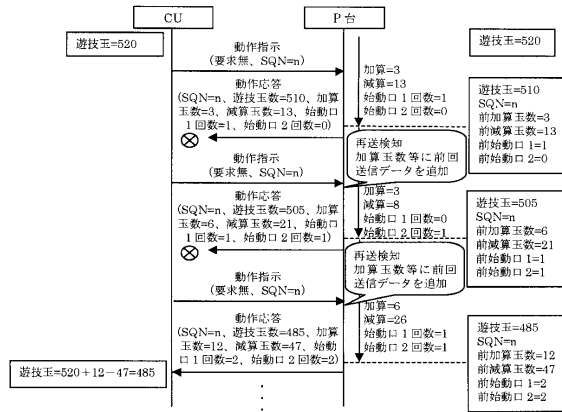 CU
P台
遊技玉=520
遊技玉=520
動作指示
(要求無、SQN=n)
加算=3
減算=13
始動口1回数=1
始動口2回数=0
動作応答
(SQN=n、遊技玉数=510、加算
玉数=3、減算玉数=13、始動口
1回数=1、始動口2回数=0)
遊技玉=510
SQN=n
前加算玉数=3
前減算玉数=13
前始動口1=1
前始動口2=0
再送検知
加算玉数等に前回
送信データを追加
動作指示
(要求無、SQN=n)
加算=3
減算=8
始動口1回数=0
始動口2回数=1
動作応答
(SQN=n、遊技玉数=505、加算
玉数=6、減算玉数=21、始動口
1回数=1、始動口2回数=1)
遊技玉=505
SQN=n
前加算玉数=6
前減算玉数=21
前始動口1=1
前始動口2=1
再送検知
加算玉数等に前回
送信データを追加
動作指示
(要求無、SQN=n)
加算=6
減算=26
始動口1回数=1
始動口2回数=1
動作応答
(SQN=n、遊技玉数=485、加算
玉数=12、減算玉数=47、始動
口1回数=2、始動口2回数=2)
遊技玉=485
SQN=n
前加算玉数=12
前減算玉数=47
前始動口1=2
前始動口2=2
遊技玉=520+12-47=485